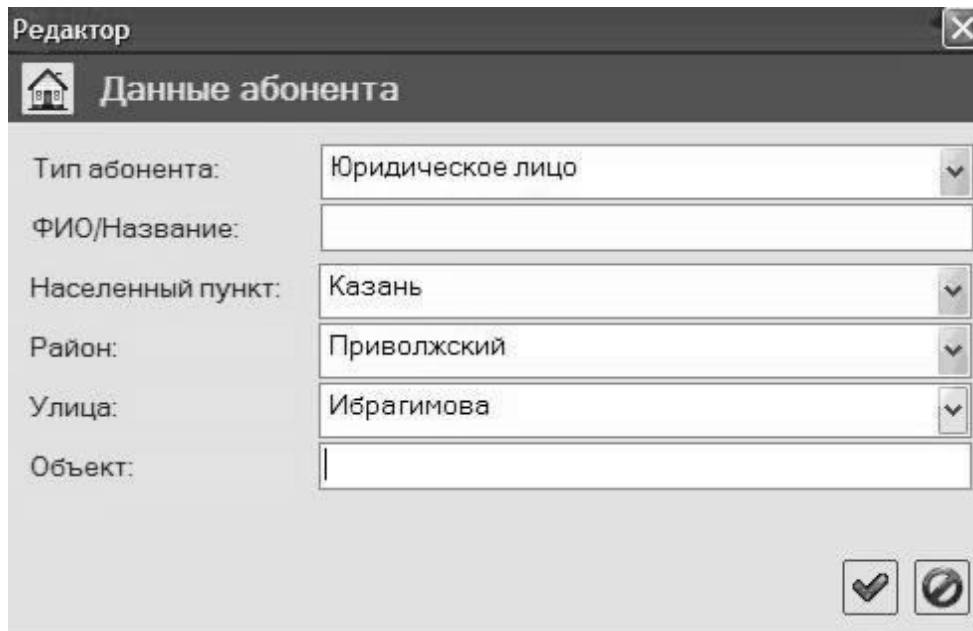 Редактор
Данные абонента
Тип абонента: Юридическое лицо
ФИО/Название:
Населенный пункт: Казань
Район: Приволжский
Улица: Ибрагимова
Объект: